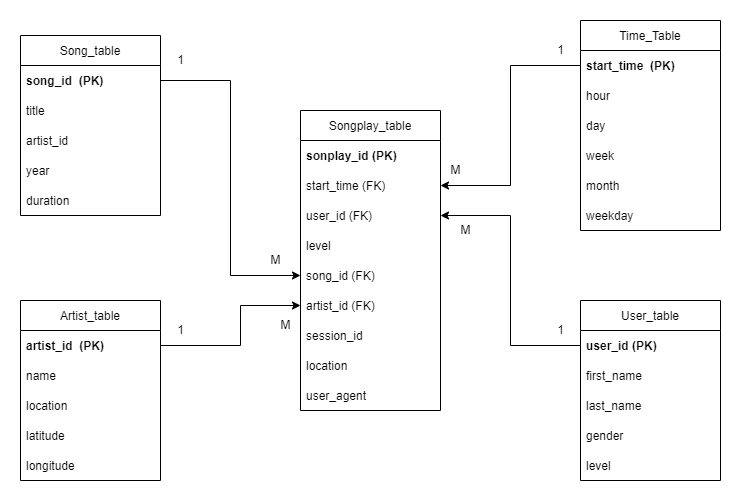 Song_table
song_id (PK)
title
artist_id
year
duration
1
Time_Table
start_time (PK)
hour
day
week
month
weekday
1
Songplay_table
sonplay_id (PK)
start_time (FK)
user_id (FK)
level
song_id (FK)
artist_id (FK)
session_id
location
user_agent
M
M
M
M
Artist_table
artist_id (PK)
name
location
latitude
longitude
1
User_table
user_id (PK)
first_name
last_name
gender
level
1